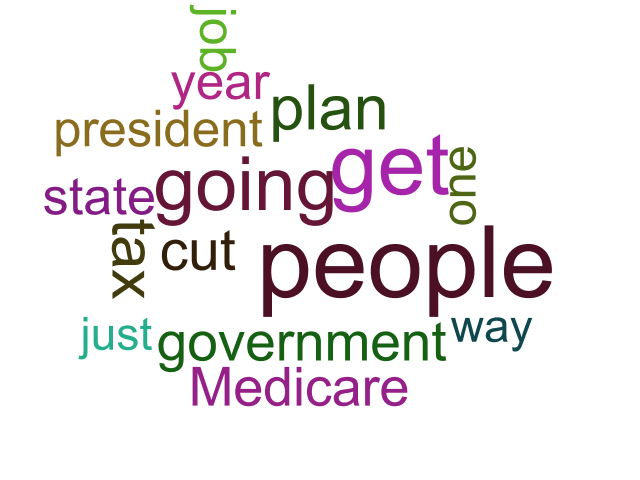 job
year
plan
president
get
one
going
state
tax
cut
people
just
government
way
Medicare